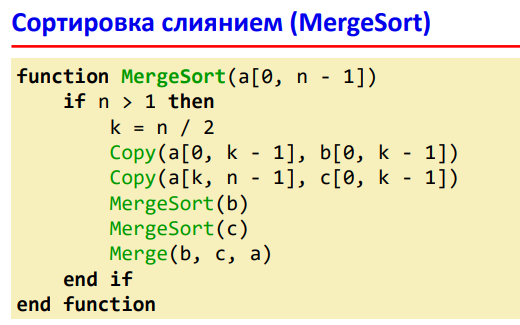 Сортировка слиянием (MergeSort)
function MergeSort(a[0, n - 1])
    if n > 1 then
        k = n / 2
        Copy(a[0, k - 1], b[0, k - 1])
        Copy(a[k, n - 1], c[0, k - 1])
        MergeSort(b)
        MergeSort(c)
        Merge(b, c, a)
    end if
end function